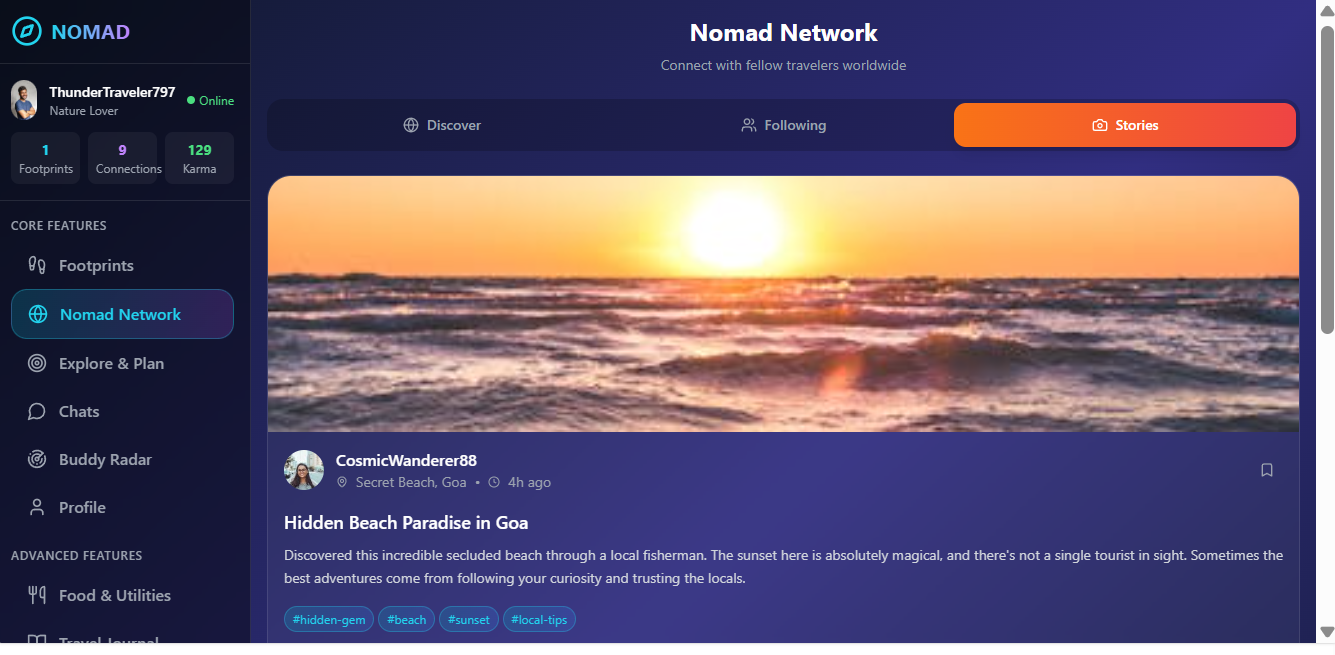 NOMAD
ThunderTraveler797
Nature Lover
Online
1
Footprints
9
Connections
129
Karma
CORE FEATURES
Footprints
Nomad Network
Explore & Plan
Chats
Buddy Radar
Profile
ADVANCED FEATURES
Food & Utilities
Travel Journal
Nomad Network
Connect with fellow travelers worldwide
Discover
Following
Stories
CosmicWanderer88
Secret Beach, Goa • 4h ago
Hidden Beach Paradise in Goa
Discovered this incredible secluded beach through a local fisherman. The sunset here is absolutely magical, and there's not a single tourist in sight. Sometimes the
best adventures come from following your curiosity and trusting the locals.
#hidden-gem #beach #sunset #local-tips